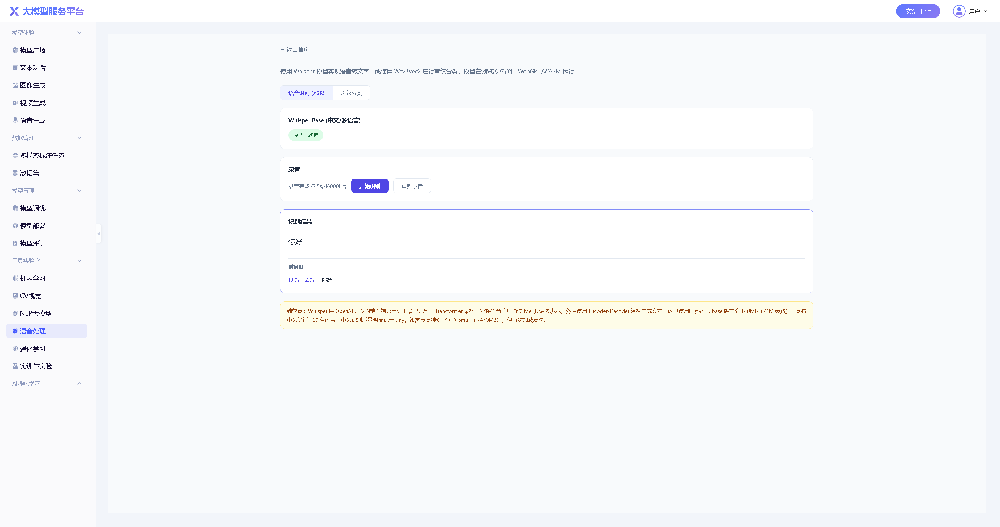 大模型服务平台
实训平台
用户
模型体验
模型广场
文本对话
图像生成
视频生成
语音生成
数据管理
多模态标注任务
数据集
模型管理
模型调优
模型部署
模型评测
工具实验室
机器学习
CV视觉
NLP大模型
语音处理
强化学习
实训与实验
AI趣味学习
← 返回首页
使用 Whisper 模型实现语音转文字，或使用 Wav2Vec2 进行声纹分类。模型在浏览器端通过 WebGPU/WASM 运行。
语音识别 (ASR) 声纹分类
Whisper Base (中文/多语言)
模型已就绪
录音
录音完成 (2.5s, 48000Hz) 开始识别 重新录音
识别结果
你好
时间戳
[0.0s - 2.0s] 你好
教学点：Whisper 是 OpenAI 开发的端到端语音识别模型，基于 Transformer 架构。它将语音信号通过 Mel 频谱图表示，然后使用 Encoder-Decoder 结构生成文本。这里使用的多语言 base 版本约 140MB（74M 参数），支持
中文等近 100 种语言。中文识别质量明显优于 tiny；如需更高准确率可换 small（~470MB），但首次加载更久。